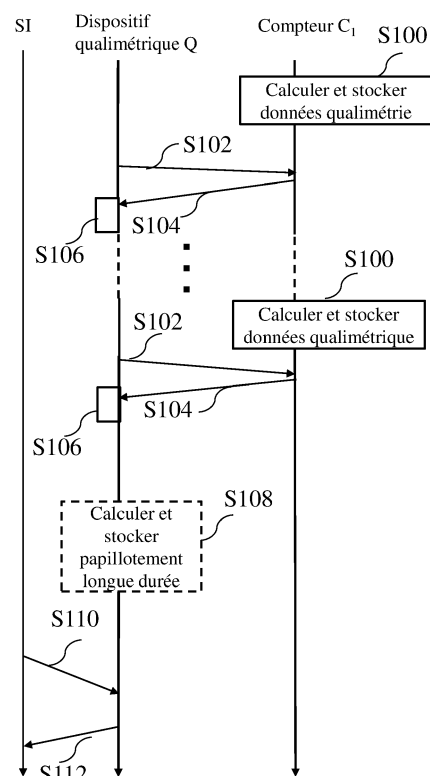 SI
Dispositif
qualimétrique Q
Compteur C1
S100
Calculer et stocker
données qualimétrie
S102
S104
S106
S100
Calculer et stocker
données qualimétrique
S102
S104
S106
S108
Calculer et
stocker
papillotement
longue durée
S110
S112